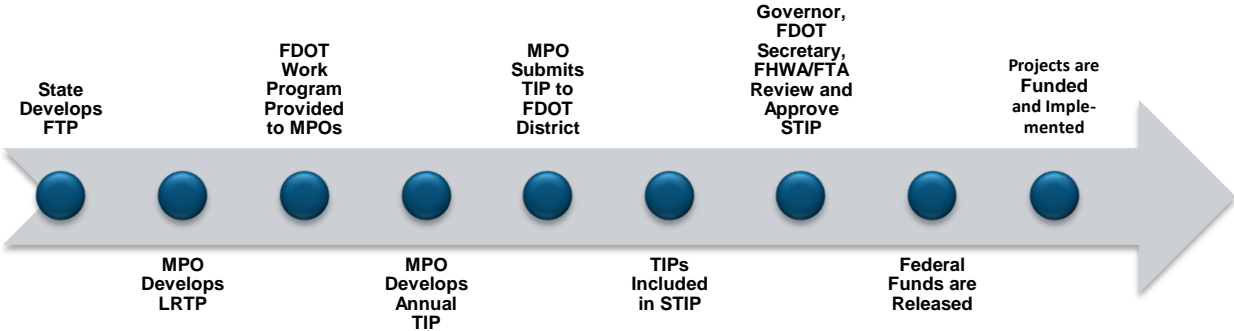 State
Develops
FTP
MPO
Develops
LRTP
FDOT
Work
Program
Provided
to MPOs
MPO
Develops
Annual
TIP
MPO
Submits
TIP to
FDOT
District
TIPs
Included
in STIP
Governor,
FDOT
Secretary,
FHWA/FTA
Review and
Approve
STIP
Federal
Funds are
Released
Projects are
Funded
and Imple-
mented